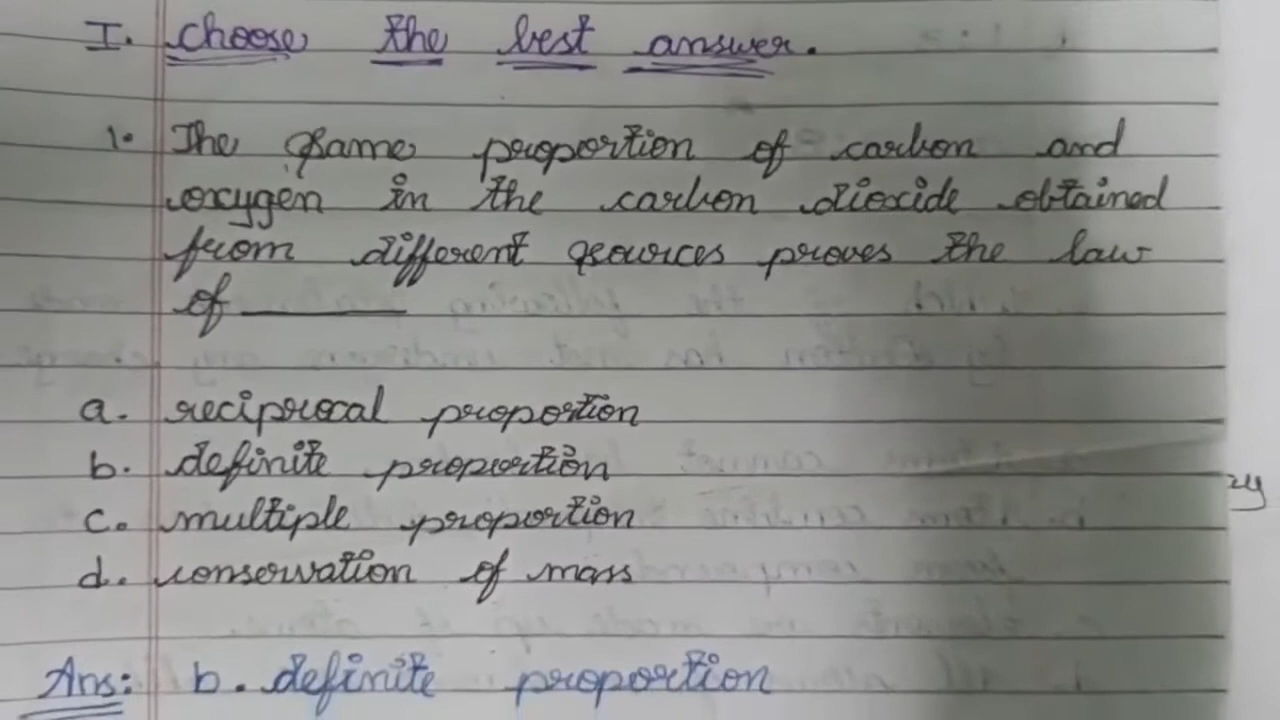 I. choose the best answer.
1. The same proportion of carbon and
oxygen in the carbon dioxide obtained
from different sources proves the law
of ______
a. reciprocal proportion
b. definite proportion
c. multiple proportion
d. conservation of mass
Ans: b. definite proportion